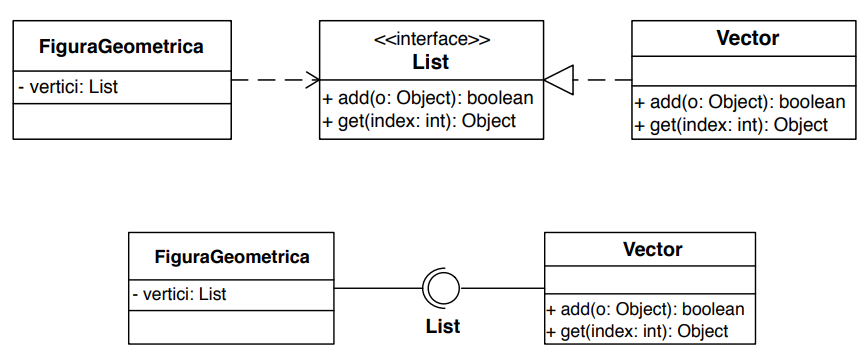 FiguraGeometrica
- vertici: List
<<interface>>
List
+ add(o: Object): boolean
+ get(index: int): Object
Vector
+ add(o: Object): boolean
+ get(index: int): Object
FiguraGeometrica
- vertici: List
List
Vector
+ add(o: Object): boolean
+ get(index: int): Object